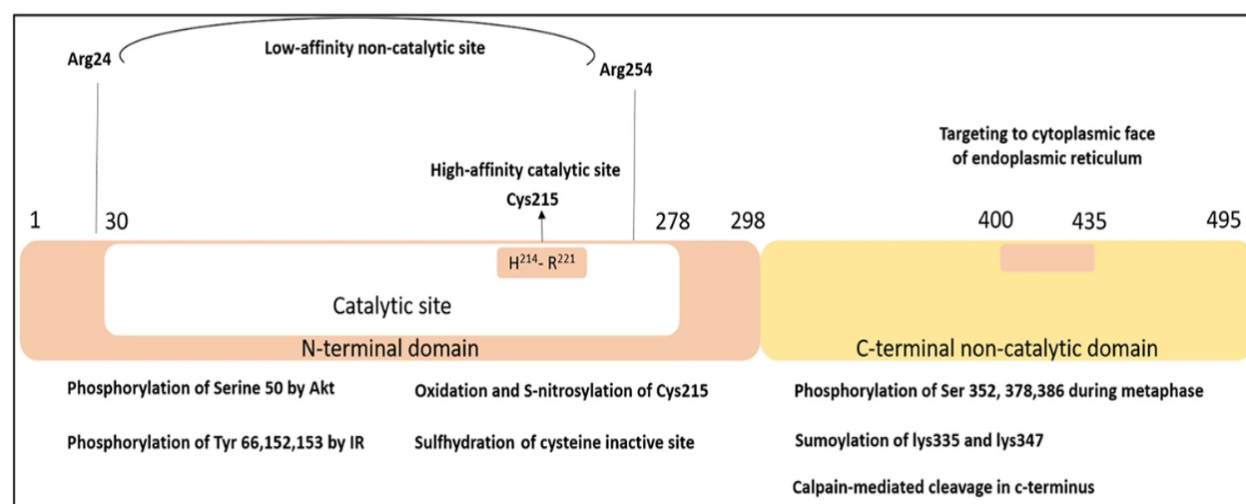 Low-affinity non-catalytic site
Arg24
Arg254
Targeting to cytoplasmic face
of endoplasmic reticulum
High-affinity catalytic site
Cys215
1
30
278
298
400
435
495
H²¹⁴- R²²¹
Catalytic site
N-terminal domain
C-terminal non-catalytic domain
Phosphorylation of Serine 50 by Akt
Oxidation and S-nitrosylation of Cys215
Phosphorylation of Ser 352, 378,386 during metaphase
Phosphorylation of Tyr 66,152,153 by IR
Sulfhydration of cysteine inactive site
Sumoylation of lys335 and lys347
Calpain-mediated cleavage in c-terminus